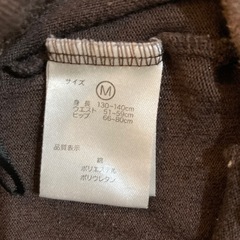 サイズ M
身長 130-140cm
ウエスト 51-59cm
ヒップ 66-80cm
品質表示
綿
ポリエステル
ポリウレタン